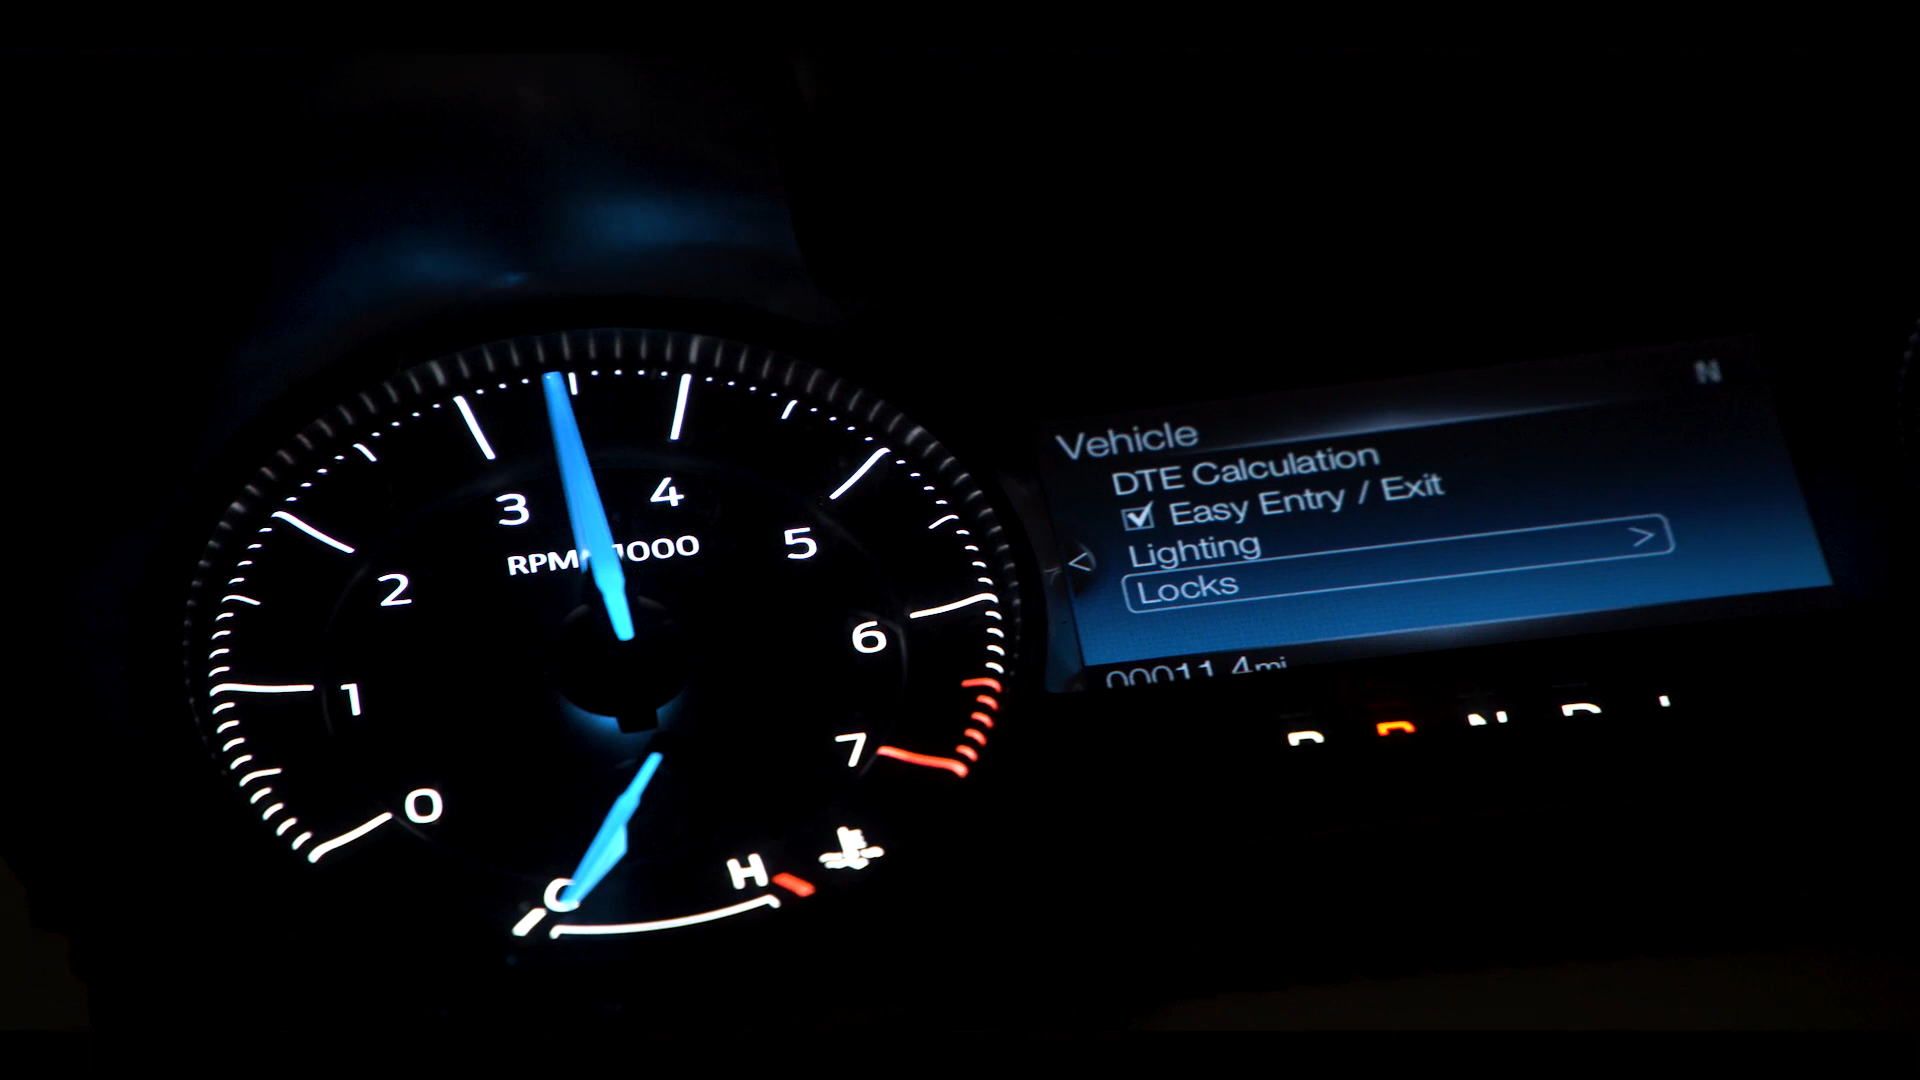 N
Vehicle
DTE Calculation
Easy Entry / Exit
Lighting >
Locks
<
00011.4mi
P R N D
0 1 2 3 4 5 6 7
RPM 1000
C H